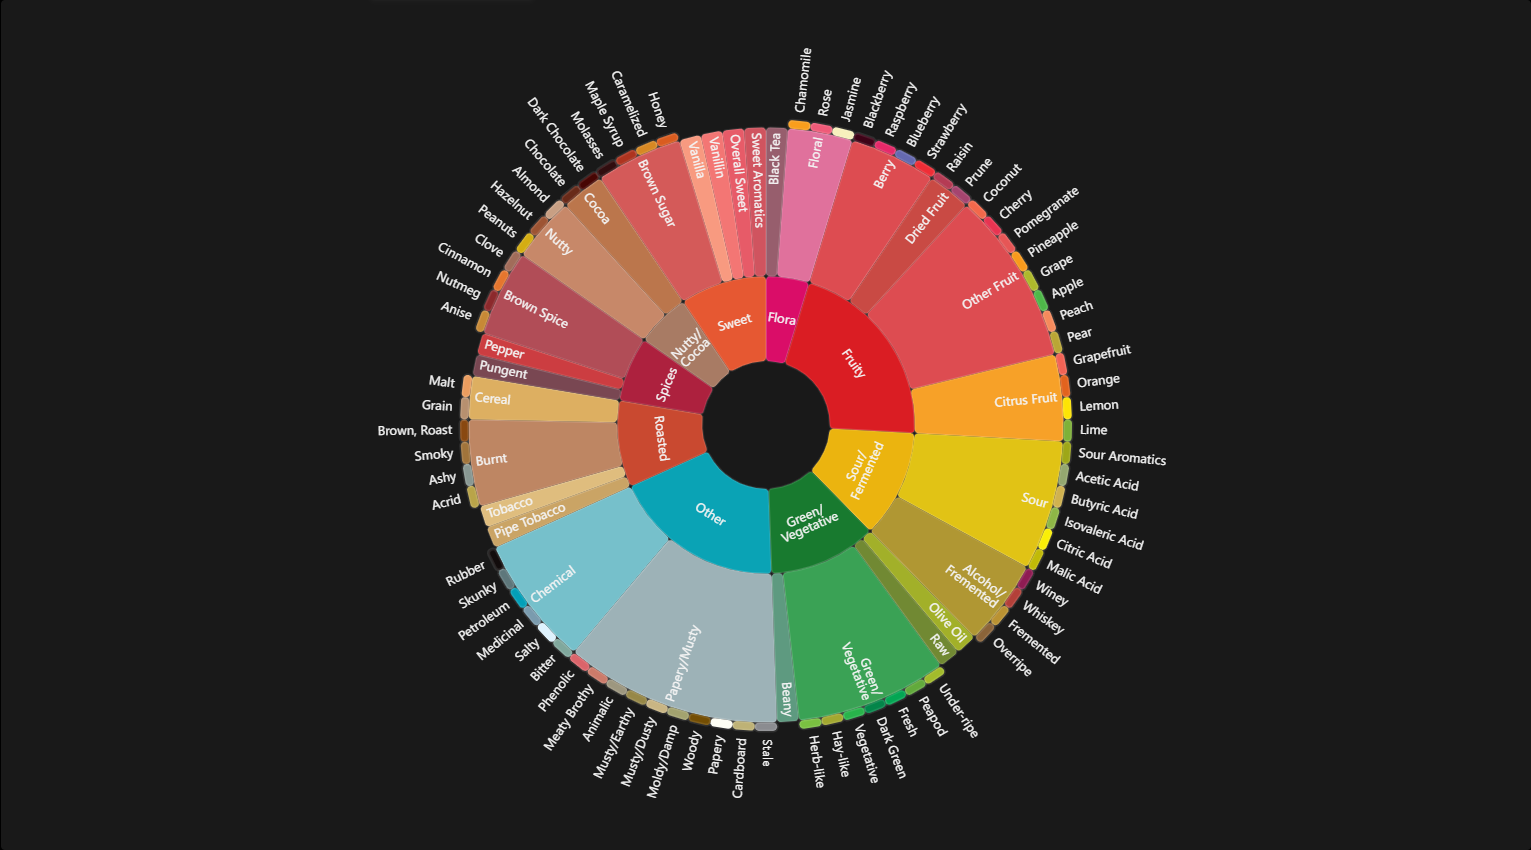 Flora
Black Tea
Floral
Chamomile
Rose
Jasmine
Fruity
Berry
Blackberry
Raspberry
Blueberry
Strawberry
Dried Fruit
Raisin
Prune
Other Fruit
Coconut
Cherry
Pomegranate
Pineapple
Grape
Apple
Peach
Pear
Citrus Fruit
Grapefruit
Orange
Lemon
Lime
Sour/
Fermented
Sour
Sour Aromatics
Acetic Acid
Butyric Acid
Isovaleric Acid
Citric Acid
Malic Acid
Alcohol/
Fremented
Winey
Whiskey
Fremented
Overripe
Green/
Vegetative
Olive Oil
Raw
Green/
Vegetative
Under-ripe
Peapod
Fresh
Dark Green
Vegetative
Hay-like
Herb-like
Beany
Other
Papery/Musty
Stale
Cardboard
Papery
Woody
Moldy/Damp
Musty/Dusty
Musty/Earthy
Animalic
Meaty Brothy
Phenolic
Chemical
Bitter
Salty
Medicinal
Petroleum
Skunky
Rubber
Roasted
Pipe Tobacco
Tobacco
Burnt
Acrid
Ashy
Smoky
Brown, Roast
Cereal
Grain
Malt
Spices
Pungent
Pepper
Brown Spice
Anise
Nutmeg
Cinnamon
Clove
Nutty/
Cocoa
Nutty
Peanuts
Hazelnut
Almond
Cocoa
Chocolate
Dark Chocolate
Sweet
Brown Sugar
Molasses
Maple Syrup
Caramelized
Honey
Vanilla
Vanillin
Overall Sweet
Sweet Aromatics